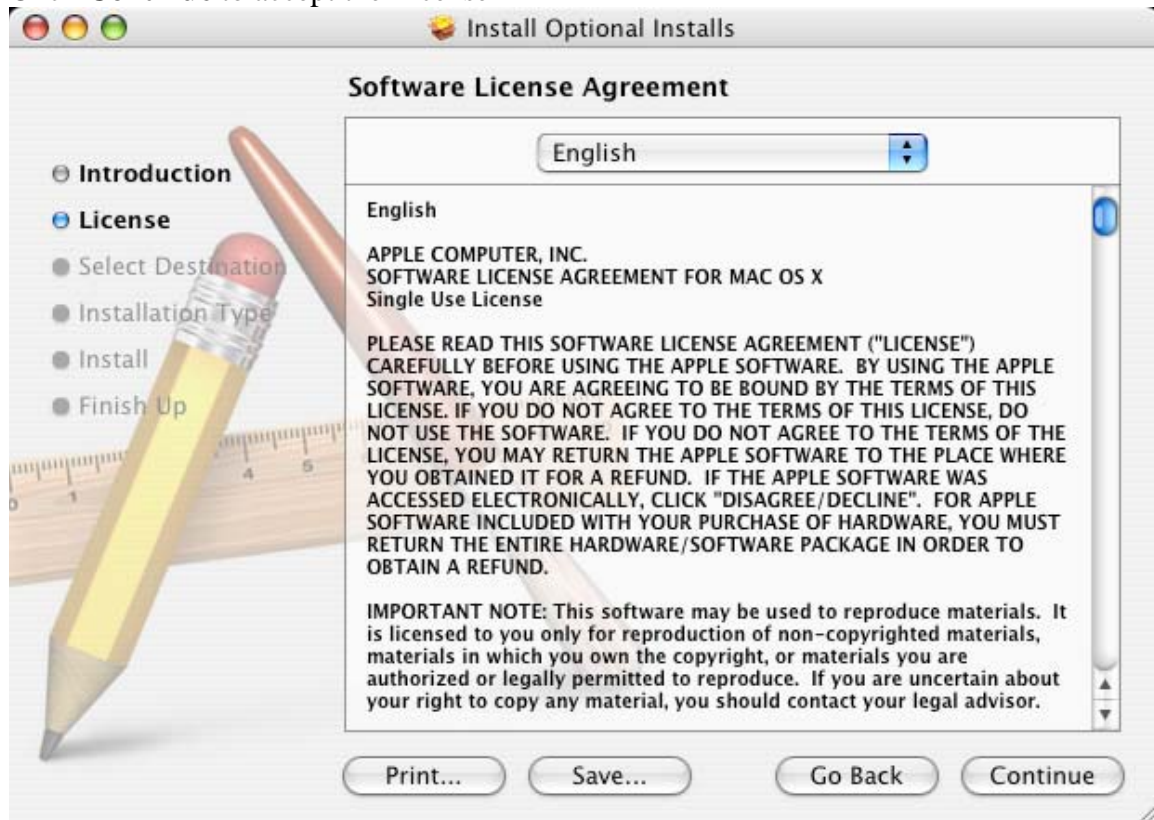 Install Optional Installs
Software License Agreement
Introduction
License
Select Destination
Installation Type
Install
Finish Up
1
4
5
English
English
APPLE COMPUTER, INC.
SOFTWARE LICENSE AGREEMENT FOR MAC OS X
Single Use License
PLEASE READ THIS SOFTWARE LICENSE AGREEMENT ("LICENSE")
CAREFULLY BEFORE USING THE APPLE SOFTWARE.  BY USING THE APPLE
SOFTWARE, YOU ARE AGREEING TO BE BOUND BY THE TERMS OF THIS
LICENSE. IF YOU DO NOT AGREE TO THE TERMS OF THIS LICENSE, DO
NOT USE THE SOFTWARE.  IF YOU DO NOT AGREE TO THE TERMS OF THE
LICENSE, YOU MAY RETURN THE APPLE SOFTWARE TO THE PLACE WHERE
YOU OBTAINED IT FOR A REFUND.  IF THE APPLE SOFTWARE WAS
ACCESSED ELECTRONICALLY, CLICK "DISAGREE/DECLINE".  FOR APPLE
SOFTWARE INCLUDED WITH YOUR PURCHASE OF HARDWARE, YOU MUST
RETURN THE ENTIRE HARDWARE/SOFTWARE PACKAGE IN ORDER TO
OBTAIN A REFUND.
IMPORTANT NOTE: This software may be used to reproduce materials.  It
is licensed to you only for reproduction of non-copyrighted materials,
materials in which you own the copyright, or materials you are
authorized or legally permitted to reproduce.  If you are uncertain about
your right to copy any material, you should contact your legal advisor.
Print...
Save...
Go Back
Continue